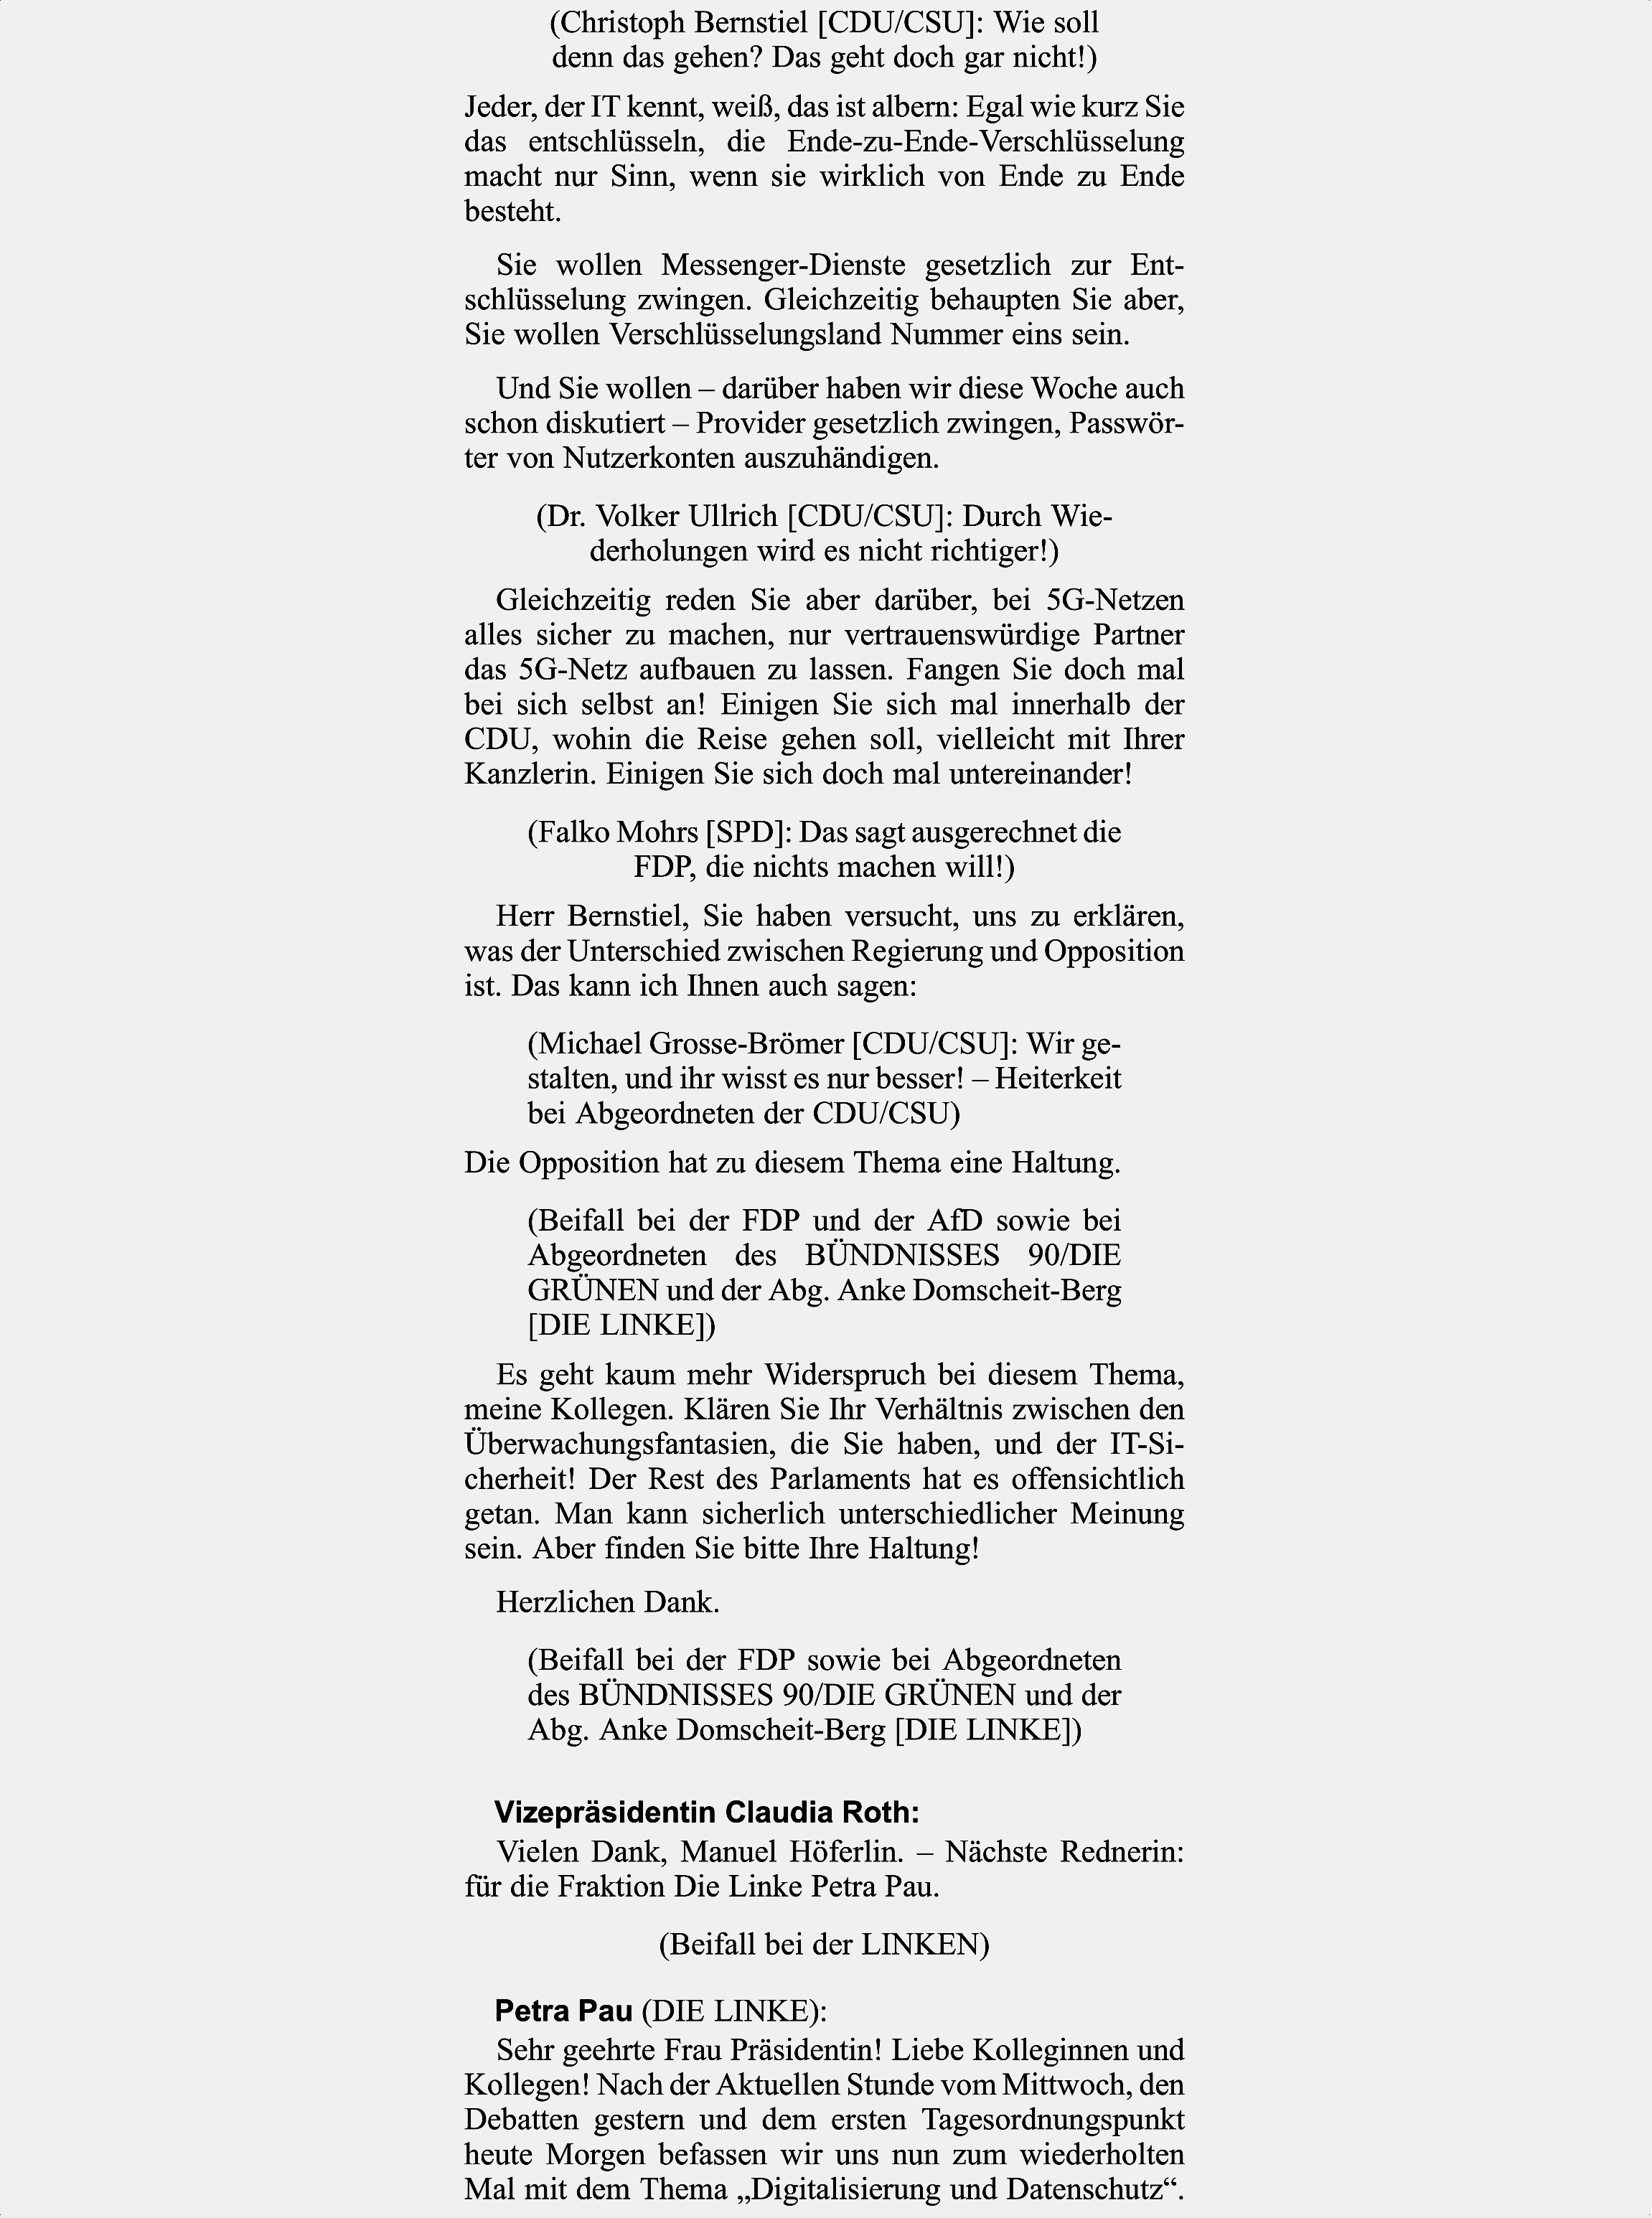 (Christoph Bernstiel [CDU/CSU]: Wie soll
denn das gehen? Das geht doch gar nicht!)
Jeder, der IT kennt, weiß, das ist albern: Egal wie kurz Sie
das entschlüsseln, die Ende-zu-Ende-Verschlüsselung
macht nur Sinn, wenn sie wirklich von Ende zu Ende
besteht.
Sie wollen Messenger-Dienste gesetzlich zur Ent-
schlüsselung zwingen. Gleichzeitig behaupten Sie aber,
Sie wollen Verschlüsselungsland Nummer eins sein.
Und Sie wollen – darüber haben wir diese Woche auch
schon diskutiert – Provider gesetzlich zwingen, Passwör-
ter von Nutzerkonten auszuhändigen.
(Dr. Volker Ullrich [CDU/CSU]: Durch Wie-
derholungen wird es nicht richtiger!)
Gleichzeitig reden Sie aber darüber, bei 5G-Netzen
alles sicher zu machen, nur vertrauenswürdige Partner
das 5G-Netz aufbauen zu lassen. Fangen Sie doch mal
bei sich selbst an! Einigen Sie sich mal innerhalb der
CDU, wohin die Reise gehen soll, vielleicht mit Ihrer
Kanzlerin. Einigen Sie sich doch mal untereinander!
(Falko Mohrs [SPD]: Das sagt ausgerechnet die
FDP, die nichts machen will!)
Herr Bernstiel, Sie haben versucht, uns zu erklären,
was der Unterschied zwischen Regierung und Opposition
ist. Das kann ich Ihnen auch sagen:
(Michael Grosse-Brömer [CDU/CSU]: Wir ge-
stalten, und ihr wisst es nur besser! – Heiterkeit
bei Abgeordneten der CDU/CSU)
Die Opposition hat zu diesem Thema eine Haltung.
(Beifall bei der FDP und der AfD sowie bei
Abgeordneten des BÜNDNISSES 90/DIE
GRÜNEN und der Abg. Anke Domscheit-Berg
[DIE LINKE])
Es geht kaum mehr Widerspruch bei diesem Thema,
meine Kollegen. Klären Sie Ihr Verhältnis zwischen den
Überwachungsfantasien, die Sie haben, und der IT-Si-
cherheit! Der Rest des Parlaments hat es offensichtlich
getan. Man kann sicherlich unterschiedlicher Meinung
sein. Aber finden Sie bitte Ihre Haltung!
Herzlichen Dank.
(Beifall bei der FDP sowie bei Abgeordneten
des BÜNDNISSES 90/DIE GRÜNEN und der
Abg. Anke Domscheit-Berg [DIE LINKE])
Vizepräsidentin Claudia Roth:
Vielen Dank, Manuel Höferlin. – Nächste Rednerin:
für die Fraktion Die Linke Petra Pau.
(Beifall bei der LINKEN)
Petra Pau (DIE LINKE):
Sehr geehrte Frau Präsidentin! Liebe Kolleginnen und
Kollegen! Nach der Aktuellen Stunde vom Mittwoch, den
Debatten gestern und dem ersten Tagesordnungspunkt
heute Morgen befassen wir uns nun zum wiederholten
Mal mit dem Thema „Digitalisierung und Datenschutz“.